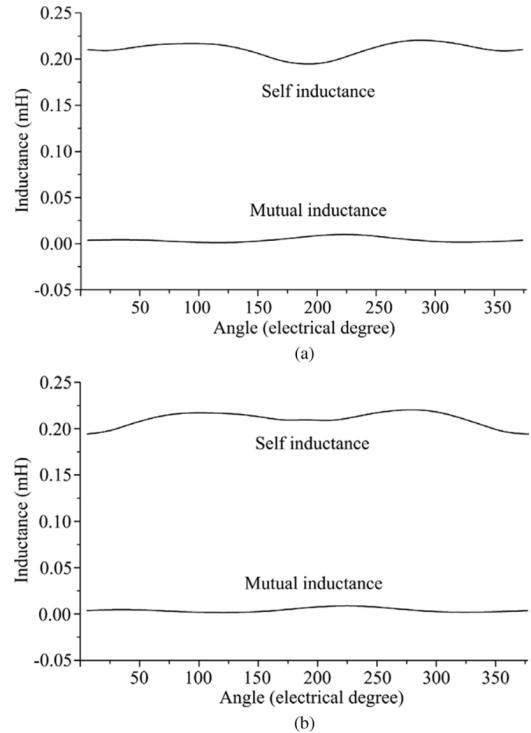 0.25
0.20
0.15
0.10
0.05
0.00
-0.05
Inductance (mH)
Self inductance
Mutual inductance
50 100 150 200 250 300 350
Angle (electrical degree)
(a)
0.25
0.20
0.15
0.10
0.05
0.00
-0.05
Inductance (mH)
Self inductance
Mutual inductance
50 100 150 200 250 300 350
Angle (electrical degree)
(b)